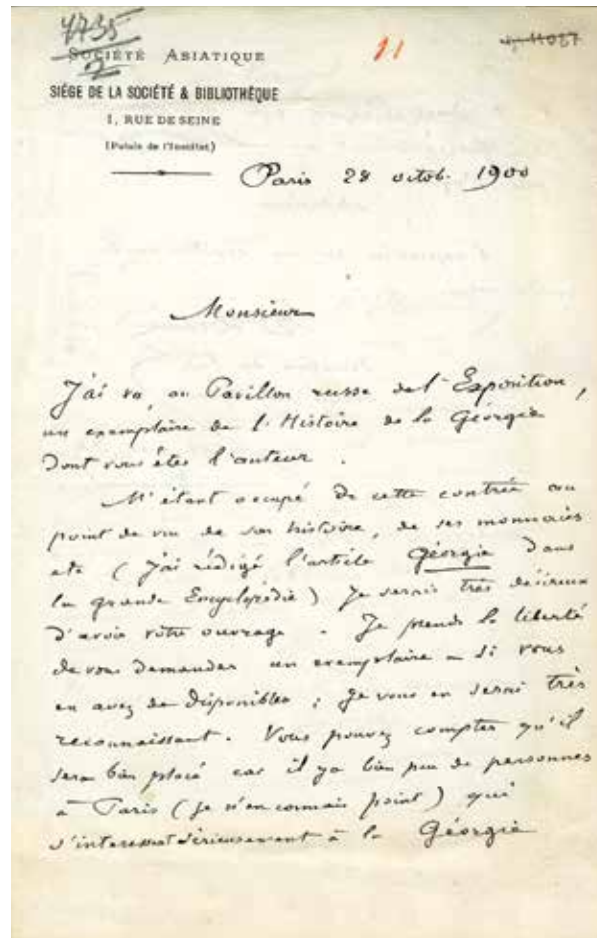 4735
2
SOCIÉTÉ ASIATIQUE
11
11057
SIÉGE DE LA SOCIÉTÉ & BIBLIOTHÈQUE
1, RUE DE SEINE
(Palais de l'Institut)
Paris 28 octob. 1900
Monsieur
J'ai vu, au Pavillon russe de l'Exposition,
un exemplaire de l'Histoire de la Géorgie
dont vous êtes l'auteur.
M'étant occupé de cette contrée au
point de vue de son histoire, de ses monnaies
etc (J'ai rédigé l'article Géorgie dans
la grande Encyclopédie) Je serais très désireux
d'avoir votre ouvrage. Je prends la liberté
de vous demander un exemplaire - si vous
en avez de disponibles ; Je vous en serai très
reconnaissant. Vous pouvez compter qu'il
sera bien placé car il y a bien peu de personnes
à Paris (je n'en connais point) qui
s'intéressent sérieusement à la Géorgie